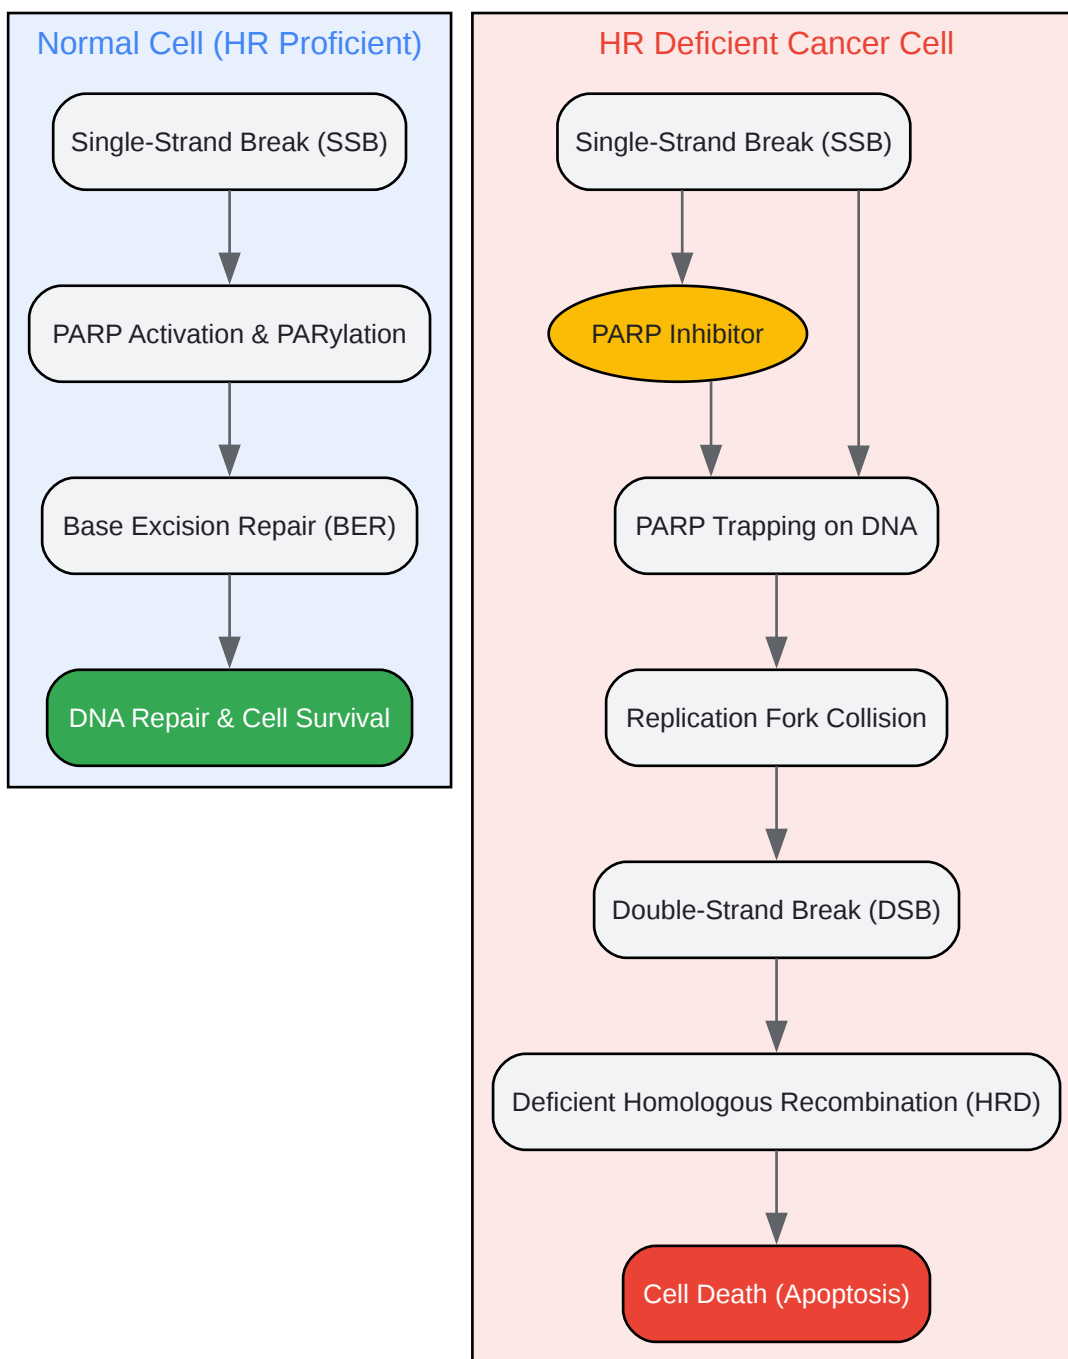 Normal Cell (HR Proficient)
Single-Strand Break (SSB)
PARP Activation & PARylation
Base Excision Repair (BER)
DNA Repair & Cell Survival
HR Deficient Cancer Cell
Single-Strand Break (SSB)
PARP Inhibitor
PARP Trapping on DNA
Replication Fork Collision
Double-Strand Break (DSB)
Deficient Homologous Recombination (HRD)
Cell Death (Apoptosis)